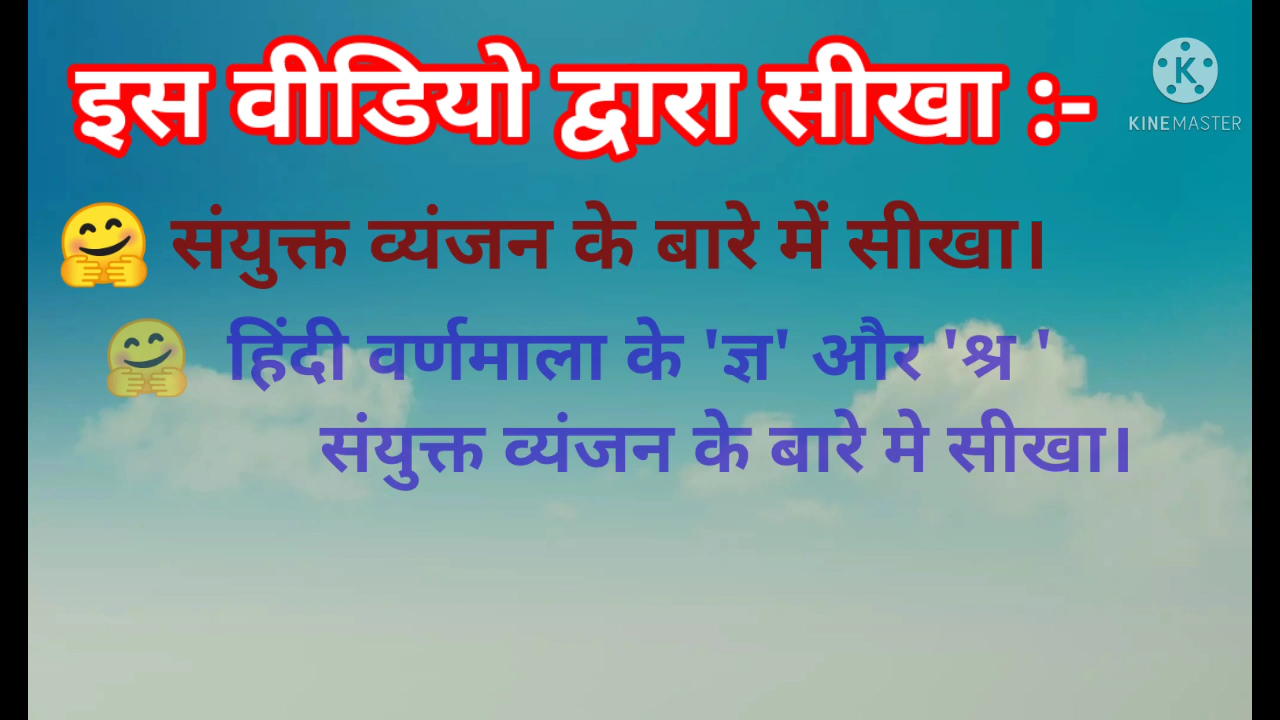 इस वीडियो द्वारा सीखा :-
KINEMASTER
🤗 संयुक्त व्यंजन के बारे में सीखा।
🤗 हिंदी वर्णमाला के 'ज्ञ' और 'श्र '
संयुक्त व्यंजन के बारे मे सीखा।